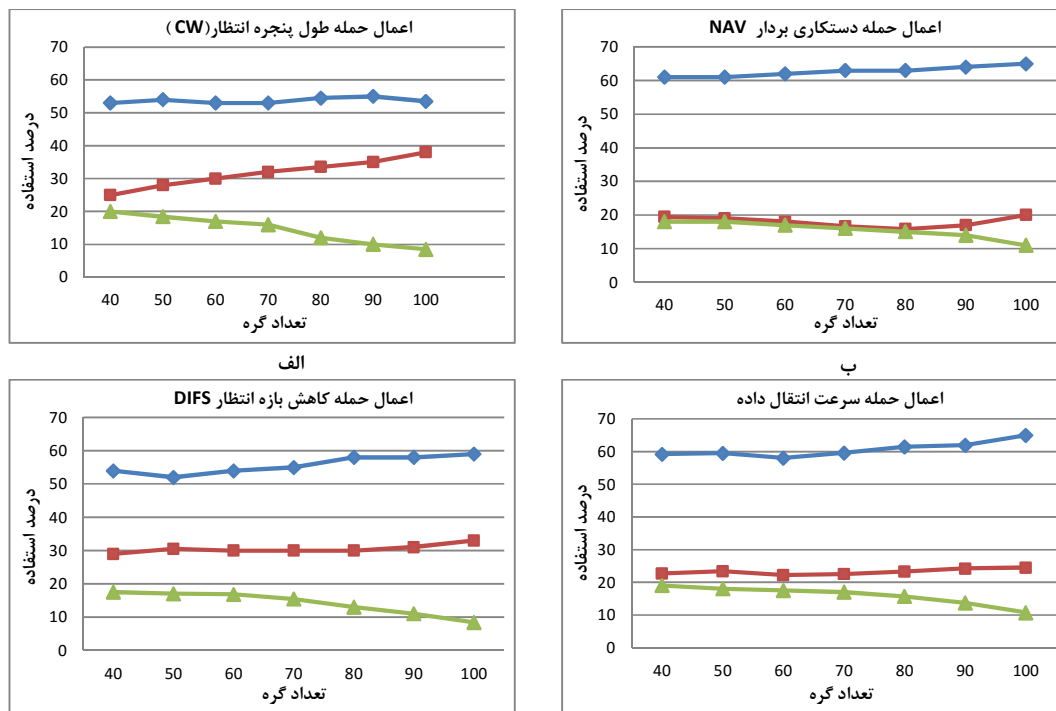 اعمال حمله طول پنجره انتظار(CW )
70
60
50
40
30
20
10
0
درصد استفاده
40 50 60 70 80 90 100
تعداد گره
الف
اعمال حمله دستکاری بردار NAV
70
60
50
40
30
20
10
0
درصد استفاده
40 50 60 70 80 90 100
تعداد گره
ب
اعمال حمله کاهش بازه انتظار DIFS
70
60
50
40
30
20
10
0
درصد استفاده
40 50 60 70 80 90 100
تعداد گره
اعمال حمله سرعت انتقال داده
70
60
50
40
30
20
10
0
درصد استفاده
40 50 60 70 80 90 100
تعداد گره